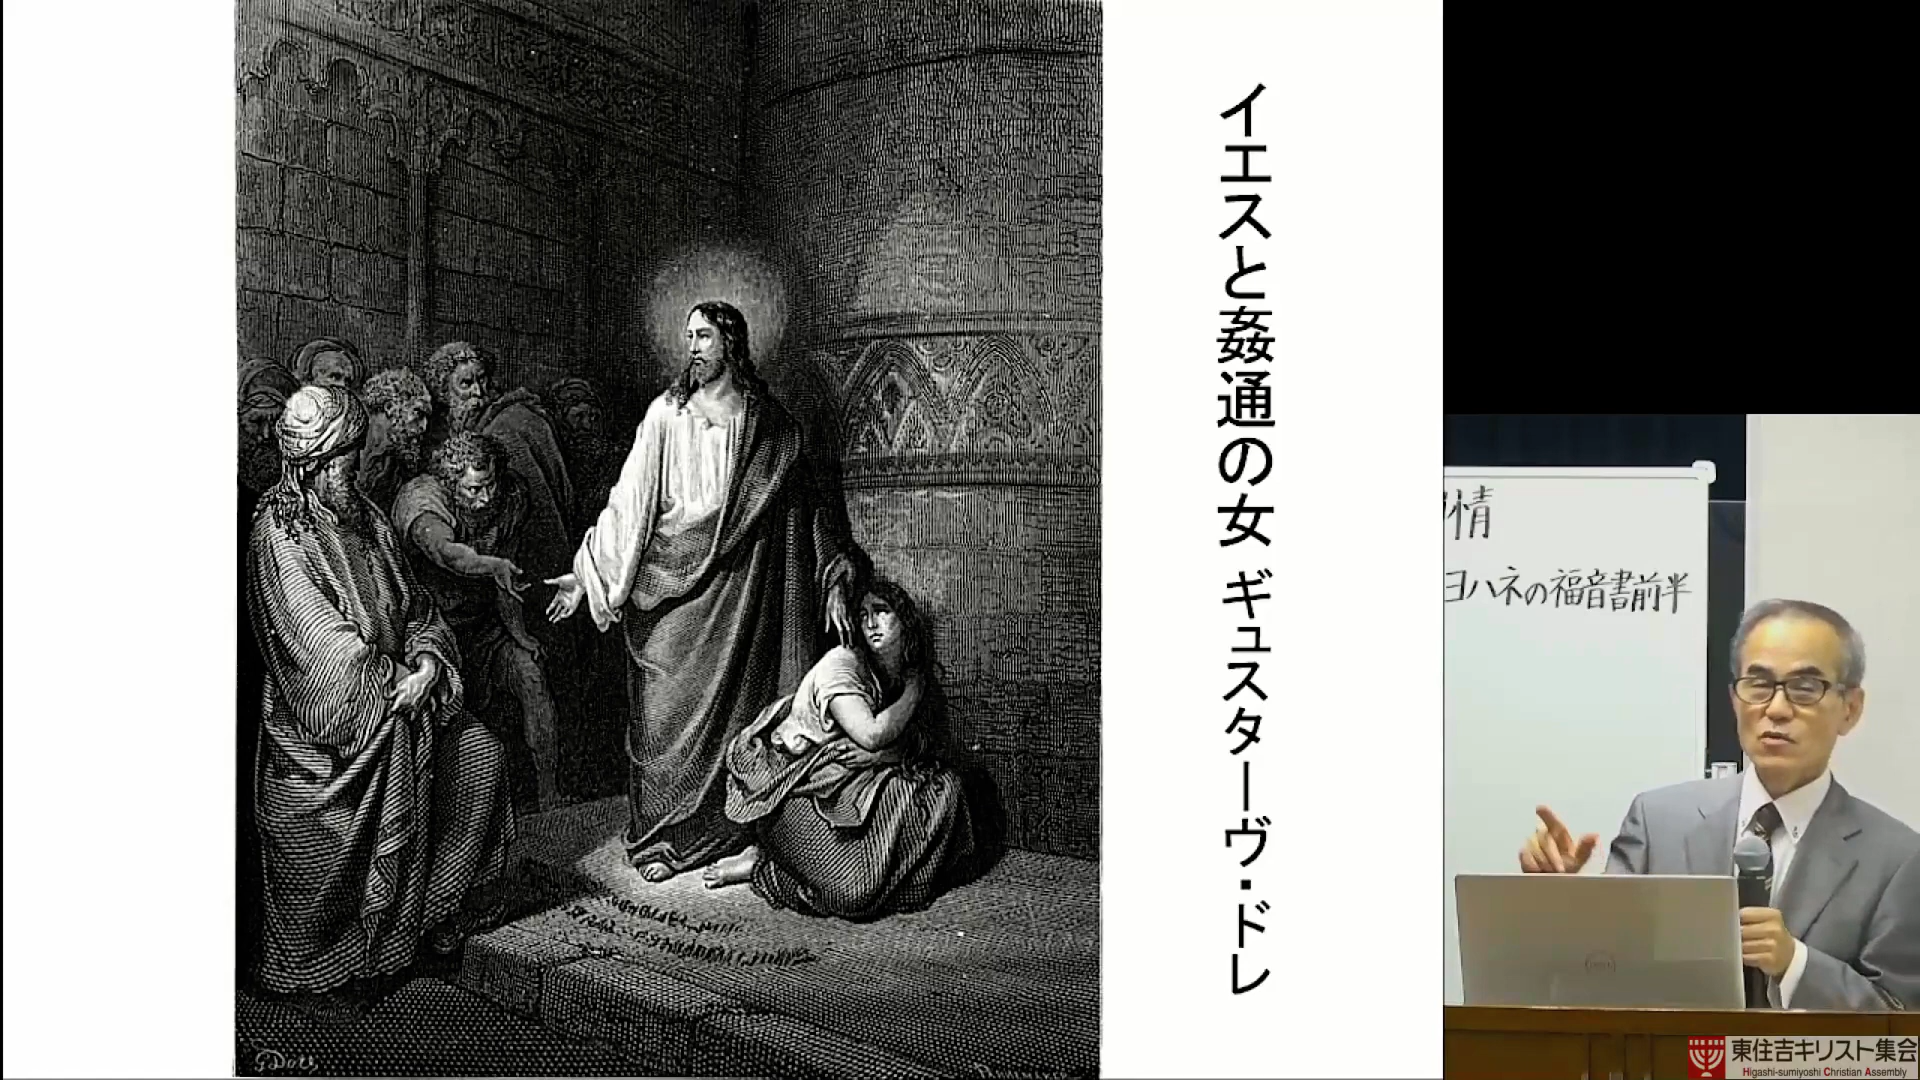 イエスと姦通の女 ギュスターヴ・ドレ
情
ヨハネの福音書前半
G Doré
DELL
東住吉キリスト集会
Higashi-sumiyoshi Christian Assembly